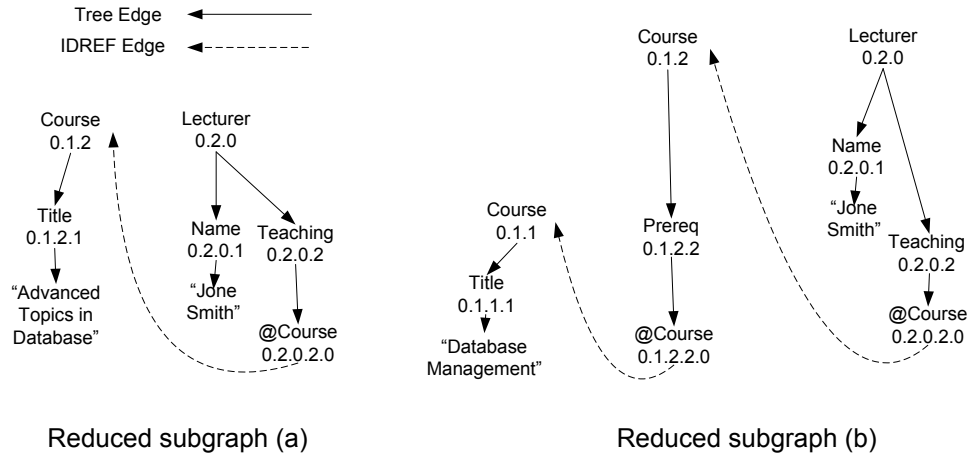 Tree Edge
IDREF Edge
Course
0.1.2
Lecturer
0.2.0
Title
0.1.2.1
Name
0.2.0.1
Teaching
0.2.0.2
“Advanced
Topics in
Database”
“Jone
Smith”
@Course
0.2.0.2.0
Reduced subgraph (a)
Course
0.1.2
Lecturer
0.2.0
Name
0.2.0.1
“Jone
Smith”
Course
0.1.1
Prereq
0.1.2.2
Teaching
0.2.0.2
Title
0.1.1.1
“Database
Management”
@Course
0.1.2.2.0
@Course
0.2.0.2.0
Reduced subgraph (b)